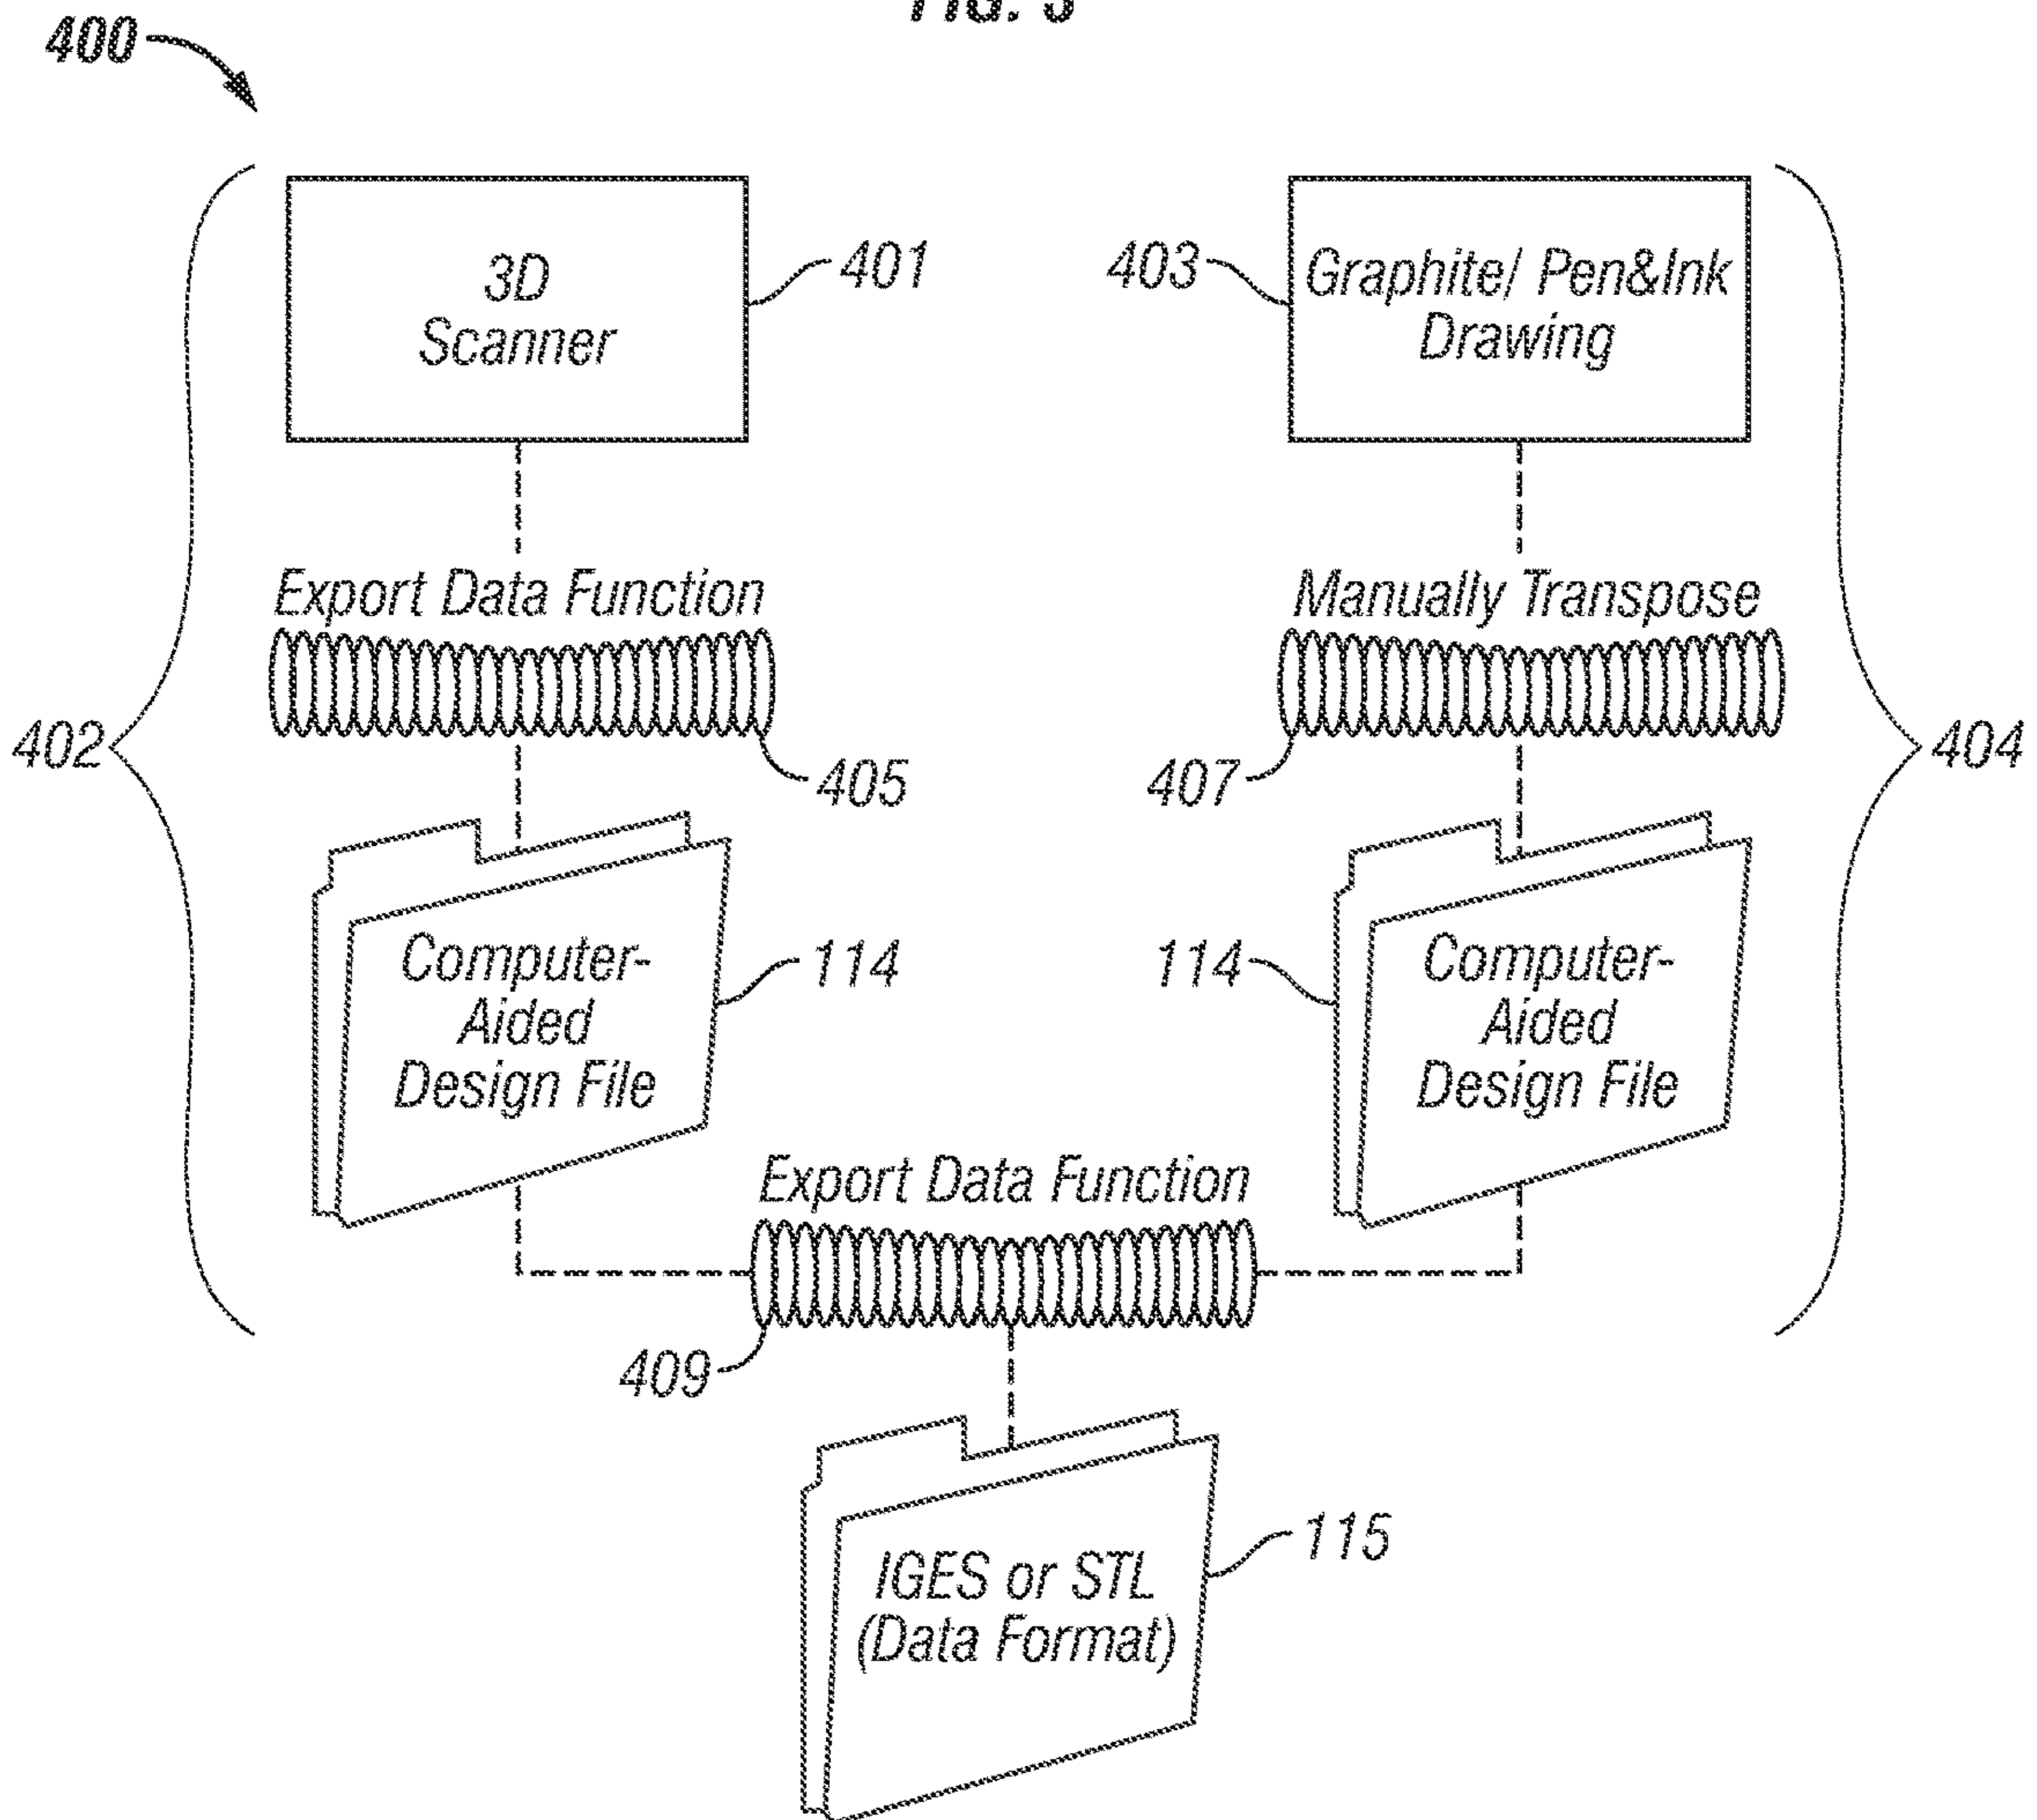 FIG. 3
400
3D
Scanner
401
403
Graphite/ Pen&Ink
Drawing
Export Data Function
Manually Transpose
402
404
405
407
Computer-
Aided
Design File
114
114
Computer-
Aided
Design File
Export Data Function
409
IGES or STL
(Data Format)
115